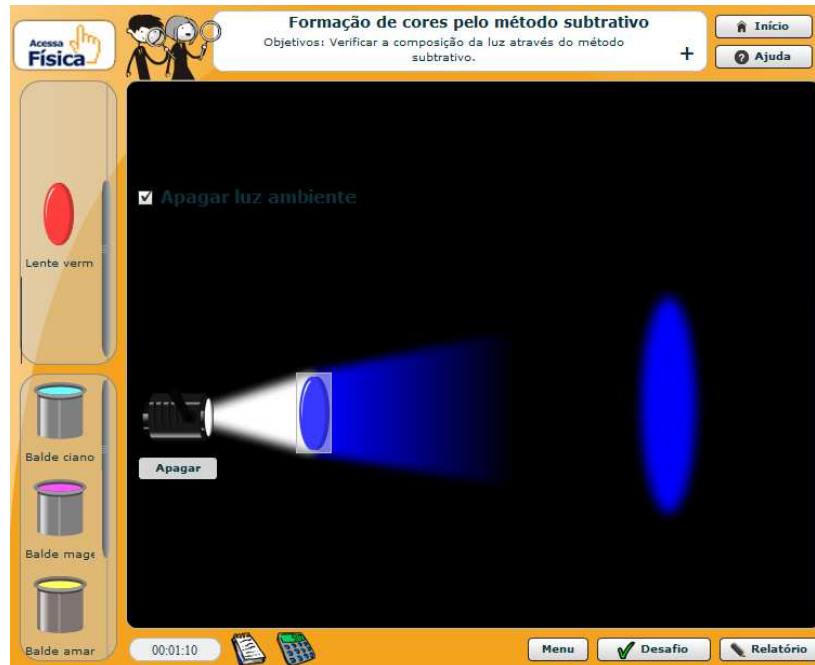 Acessa
Física
Formação de cores pelo método subtrativo
Objetivos: Verificar a composição da luz através do método
subtrativo.
+
Início
Ajuda
Apagar luz ambiente
Lente verm
Balde ciano
Apagar
Balde mage
Balde amar
00:01:10
Menu
Desafio
Relatório